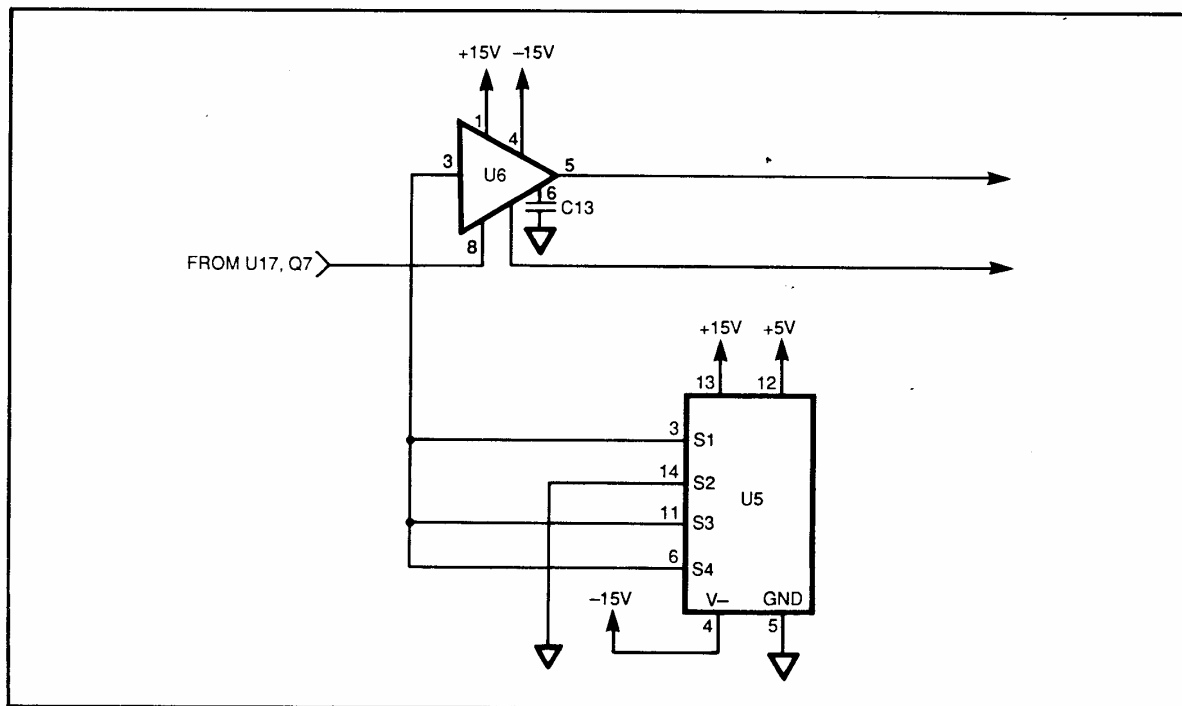 +15V –15V
1
4
3
U6
5
6
C13
8
FROM U17, Q7
+15V +5V
13 12
3 S1
14 S2
U5
11 S3
6 S4
–15V
V– GND
4 5